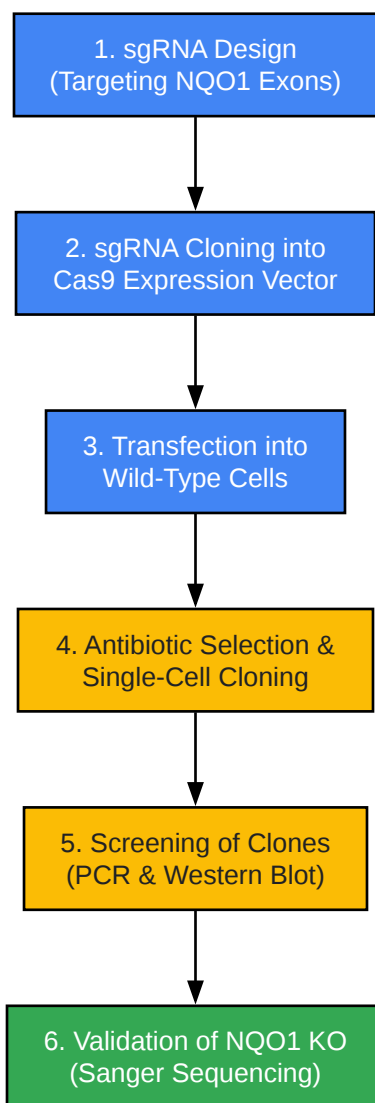 1. sgRNA Design
(Targeting NQO1 Exons)
2. sgRNA Cloning into
Cas9 Expression Vector
3. Transfection into
Wild-Type Cells
4. Antibiotic Selection &
Single-Cell Cloning
5. Screening of Clones
(PCR & Western Blot)
6. Validation of NQO1 KO
(Sanger Sequencing)